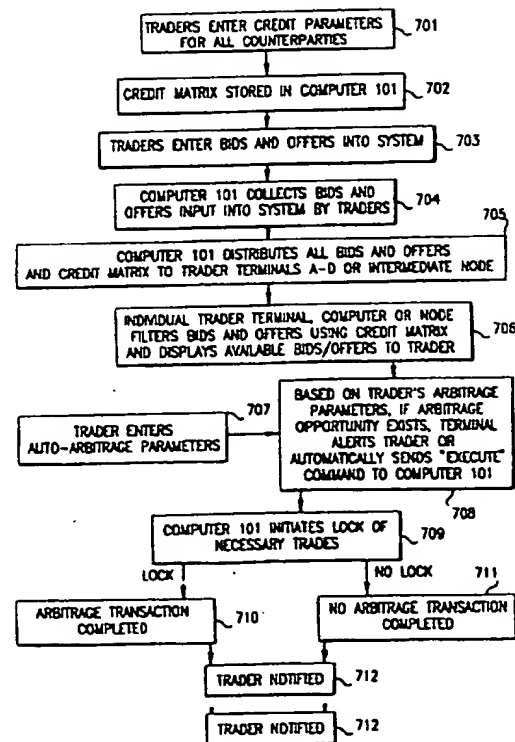 TRADERS ENTER CREDIT PARAMETERS
FOR ALL COUNTERPARTIES
701
CREDIT MATRIX STORED IN COMPUTER 101
702
TRADERS ENTER BIDS AND OFFERS INTO SYSTEM
703
COMPUTER 101 COLLECTS BIDS AND
OFFERS INPUT INTO SYSTEM BY TRADERS
704
705
COMPUTER 101 DISTRIBUTES ALL BIDS AND OFFERS
AND CREDIT MATRIX TO TRADER TERMINALS A-D OR INTERMEDIATE NODE
INDIVIDUAL TRADER TERMINAL, COMPUTER OR NODE
FILTERS BIDS AND OFFERS USING CREDIT MATRIX
AND DISPLAYS AVAILABLE BIDS/OFFERS TO TRADER
706
707
TRADER ENTERS
AUTO-ARBITRAGE PARAMETERS
BASED ON TRADER'S ARBITRAGE
PARAMETERS, IF ARBITRAGE
OPPORTUNITY EXISTS, TERMINAL
ALERTS TRADER OR
AUTOMATICALLY SENDS "EXECUTE"
COMMAND TO COMPUTER 101
708
COMPUTER 101 INITIATES LOCK OF
NECESSARY TRADES
709
LOCK
NO LOCK
711
ARBITRAGE TRANSACTION
COMPLETED
710
NO ARBITRAGE TRANSACTION
COMPLETED
TRADER NOTIFIED
712
TRADER NOTIFIED
712